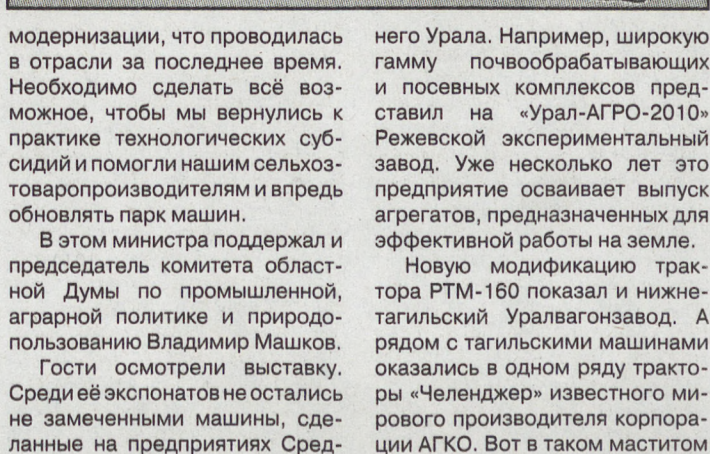 модернизации, что проводилась
в отрасли за последнее время.
Необходимо сделать всё воз-
можное, чтобы мы вернулись к
практике технологических суб-
сидий и помогли нашим сельхоз-
товаропроизводителям и впредь
обновлять парк машин.
В этом министра поддержал и
председатель комитета област-
ной Думы по промышленной,
аграрной политике и природо-
пользованию Владимир Машков.
Гости осмотрели выставку.
Среди её экспонатов не остались
не замеченными машины, сде-
ланные на предприятиях Сред-
него Урала. Например, широкую
гамму почвообрабатывающих
и посевных комплексов пред-
ставил на «Урал-АГРО-2010»
Режевской экспериментальный
завод. Уже несколько лет это
предприятие осваивает выпуск
агрегатов, предназначенных для
эффективной работы на земле.
Новую модификацию трак-
тора РТМ-160 показал и нижне-
тагильский Уралвагонзавод. А
рядом с тагильскими машинами
оказались в одном ряду тракто-
ры «Челенджер» известного ми-
рового производителя корпора-
ции АГКО. Вот в таком маститом